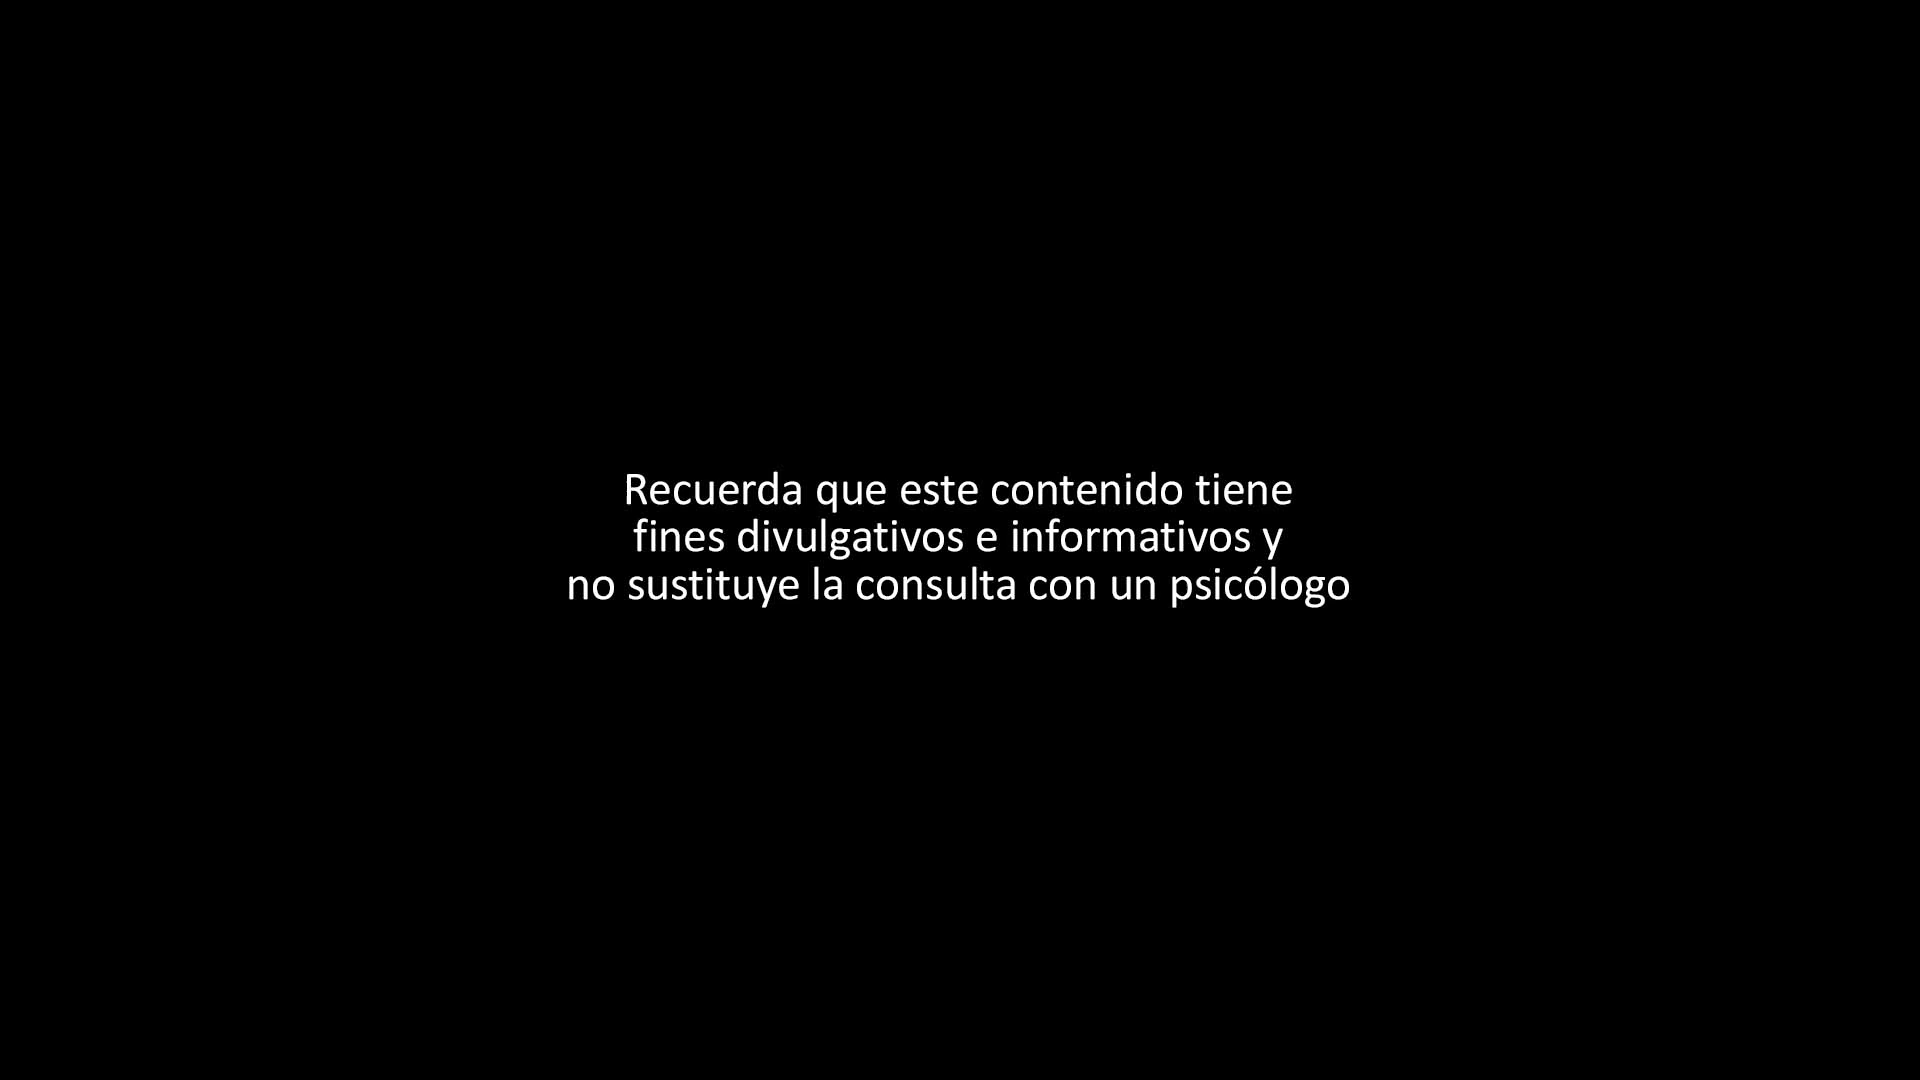 Recuerda que este contenido tiene
fines divulgativos e informativos y
no sustituye la consulta con un psicólogo